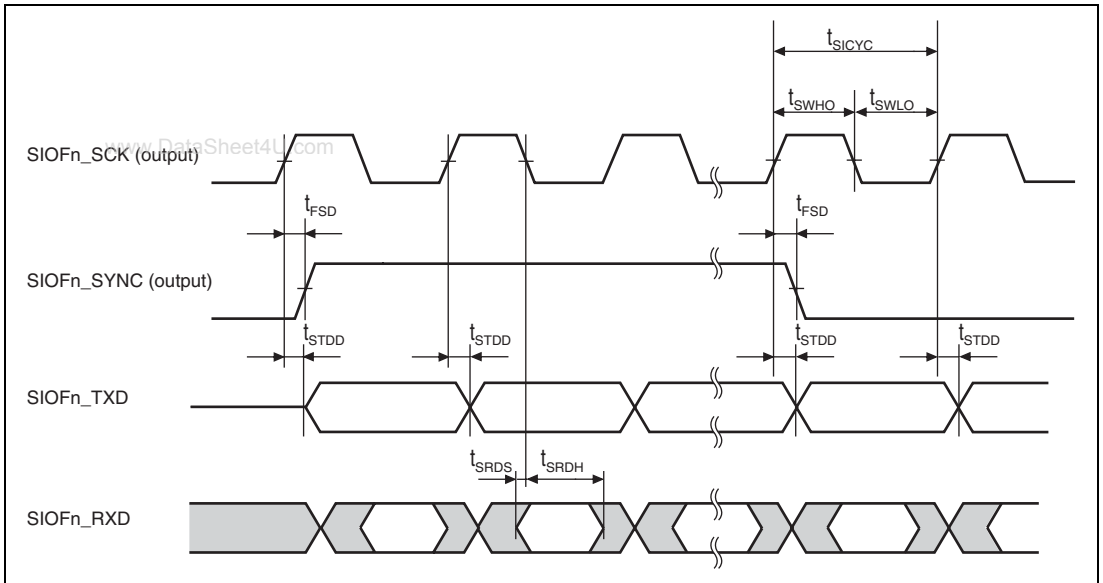 tSICYC
tSWHO tSWLO
www.DataSheet4U.com
SIOFn_SCK (output)
tFSD tFSD
SIOFn_SYNC (output)
tSTDD tSTDD tSTDD tSTDD
SIOFn_TXD
tSRDS tSRDH
SIOFn_RXD